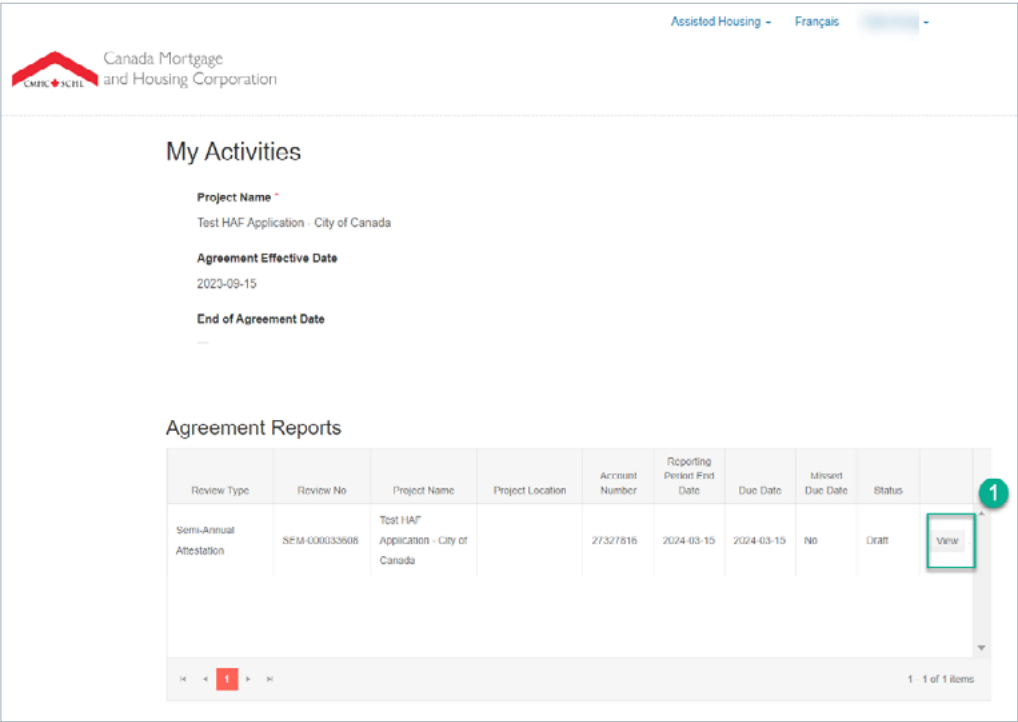 Assisted Housing
Français
CMHC SCHL
Canada Mortgage
and Housing Corporation
My Activities
Project Name *
Test HAF Application - City of Canada
Agreement Effective Date
2023-09-15
End of Agreement Date
—
Agreement Reports
Review Type Review No Project Name Project Location Account Number Reporting Period End Date Due Date Missed Due Date Status
Semi-Annual Attestation SEM-000033608 Test HAF Application - City of Canada 27327816 2024-03-15 2024-03-15 No Draft View
1
1
1 - 1 of 1 items